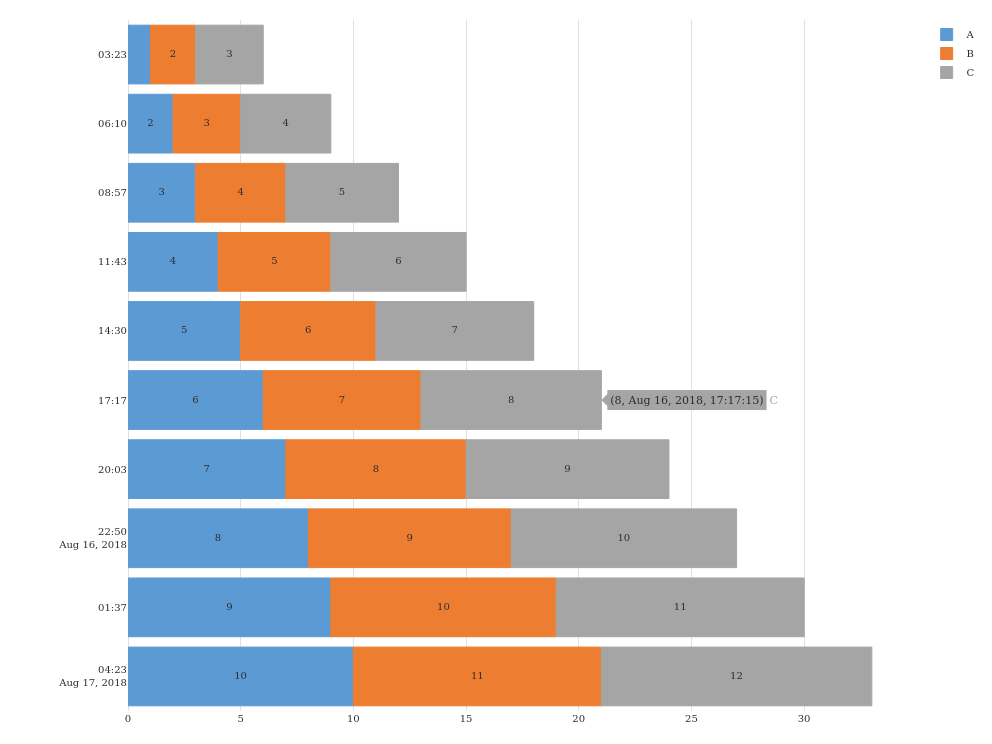 A
B
C
03:23 2 3
06:10 2 3 4
08:57 3 4 5
11:43 4 5 6
14:30 5 6 7
17:17 6 7 8 (8, Aug 16, 2018, 17:17:15) C
20:03 7 8 9
22:50
Aug 16, 2018
8 9 10
01:37 9 10 11
04:23
Aug 17, 2018
10 11 12
0 5 10 15 20 25 30